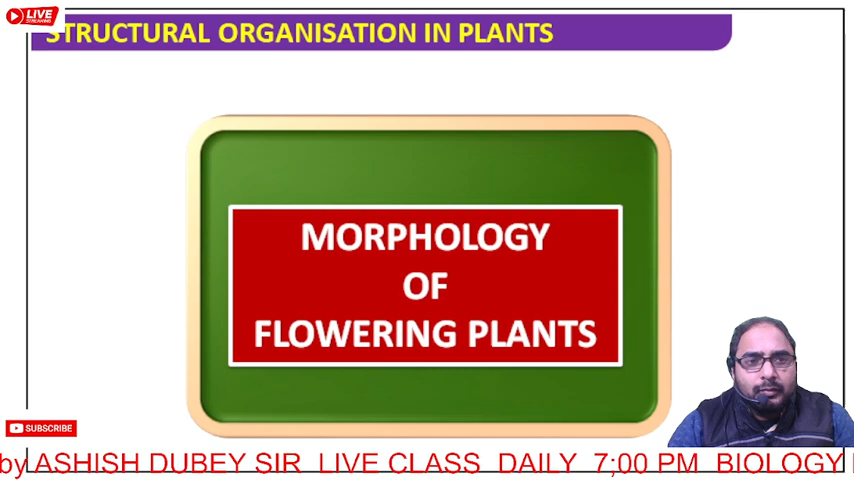 LIVE
STREAMING
STRUCTURAL ORGANISATION IN PLANTS
MORPHOLOGY
OF
FLOWERING PLANTS
SUBSCRIBE
by ASHISH DUBEY SIR LIVE CLASS DAILY 7;00 PM BIOLOGY